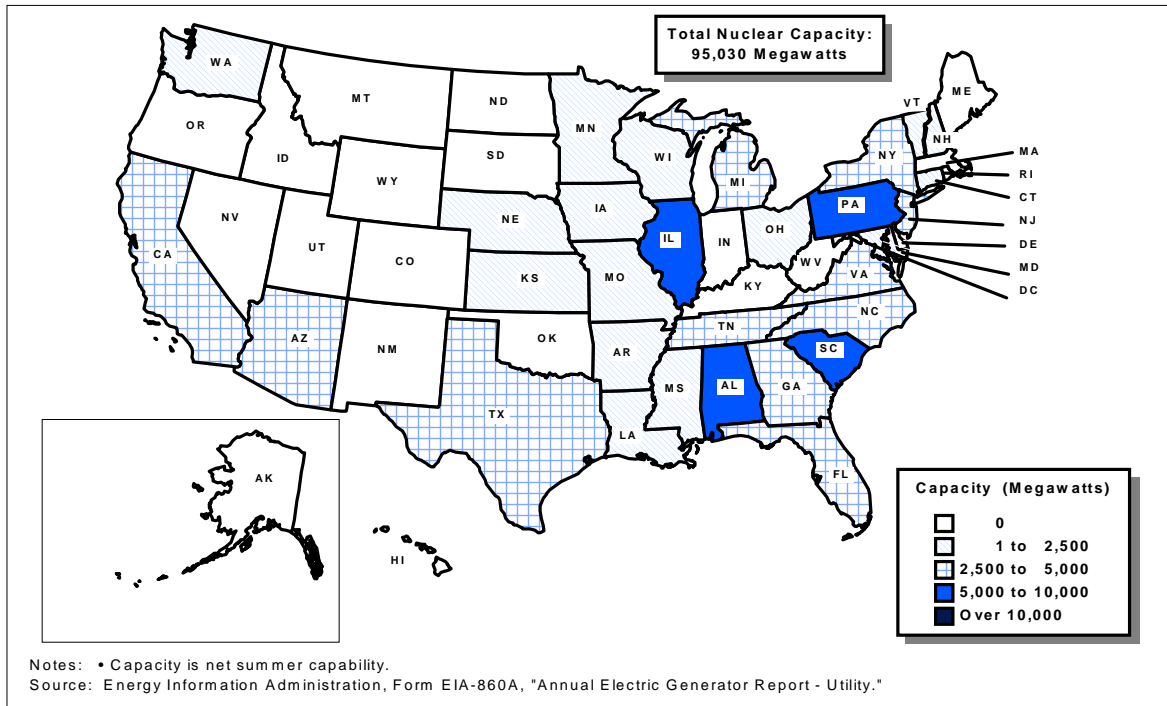 Total Nuclear Capacity:
95,030 Megawatts
WA
MT
ND
MN
ME
VT
NH
OR
ID
SD
WI
NY
MA
RI
WY
MI
CT
NE
IA
PA
NJ
NV
UT
CO
IL
IN
OH
DE
CA
KS
MO
WV
VA
MD
KY
DC
NC
TN
AZ
NM
OK
AR
SC
MS
AL
GA
TX
LA
FL
AK
HI
Capacity (Megawatts)
0
1 to 2,500
2,500 to 5,000
5,000 to 10,000
Over 10,000
Notes: • Capacity is net summer capability.
Source: Energy Information Administration, Form EIA-860A, "Annual Electric Generator Report - Utility."